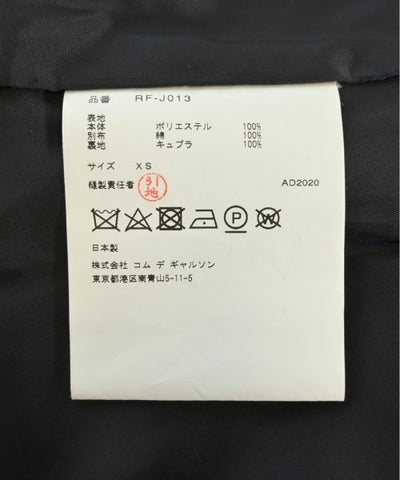 品番 RF-J013
表地
本体 ポリエステル 100%
別布 綿 100%
裏地 キュプラ 100%
サイズ XS
縫製責任者 引地 AD2020
P W
日本製
株式会社 コム デ ギャルソン
東京都港区南青山5-11-5